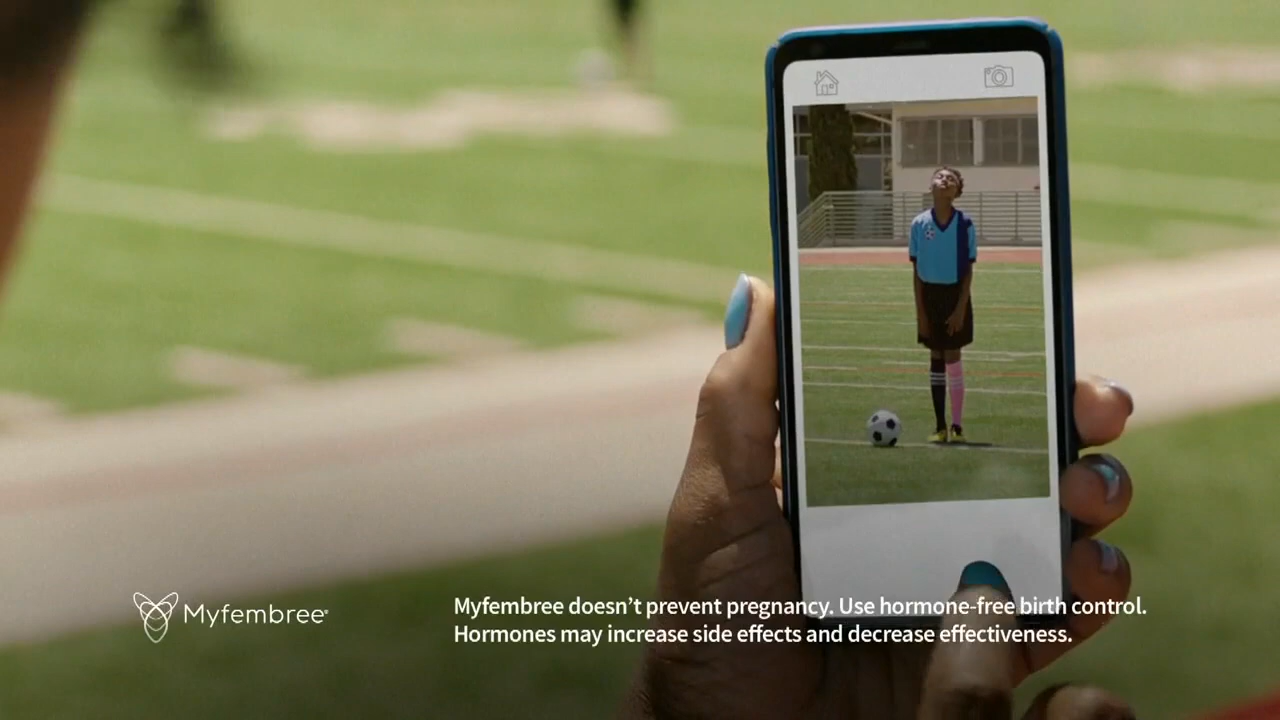 Myfembree®
Myfembree doesn't prevent pregnancy. Use hormone-free birth control.
Hormones may increase side effects and decrease effectiveness.